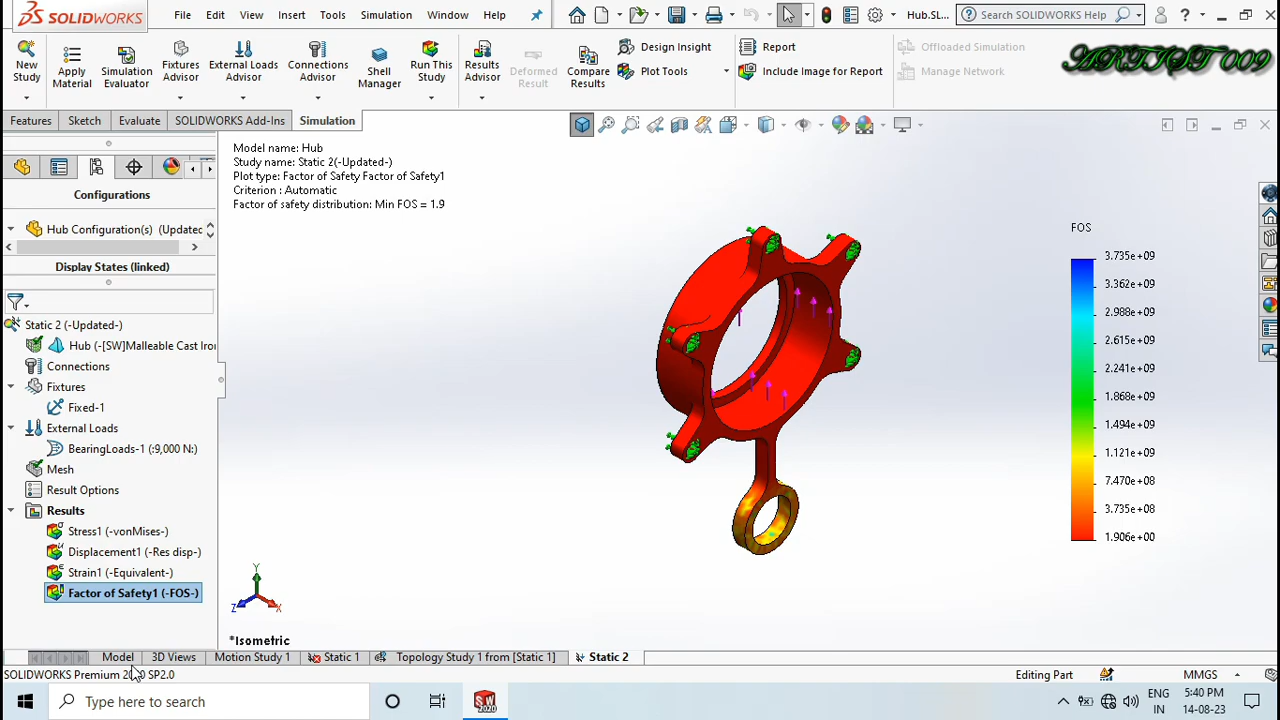 SOLIDWORKS File Edit View Insert Tools Simulation Window Help Hub.SL... Search SOLIDWORKS Help
New Study Apply Material Simulation Evaluator Fixtures Advisor External Loads Advisor Connections Advisor Shell Manager Run This Study Results Advisor Deformed Result Compare Results Design Insight Report Offloaded Simulation
Plot Tools Include Image for Report Manage Network
ARTIST 009
Features Sketch Evaluate SOLIDWORKS Add-Ins Simulation
Model name: Hub
Study name: Static 2(-Updated-)
Plot type: Factor of Safety Factor of Safety1
Criterion : Automatic
Factor of safety distribution: Min FOS = 1.9
Configurations
Hub Configuration(s) (Updatec
Display States (linked)
Static 2 (-Updated-)
Hub (-[SW]Malleable Cast Iron
Connections
Fixtures
Fixed-1
External Loads
BearingLoads-1 (:9,000 N:)
Mesh
Result Options
Results
Stress1 (-vonMises-)
Displacement1 (-Res disp-)
Strain1 (-Equivalent-)
Factor of Safety1 (-FOS-)
FOS
3.735e+09
3.362e+09
2.988e+09
2.615e+09
2.241e+09
1.868e+09
1.494e+09
1.121e+09
7.470e+08
3.735e+08
1.906e+00
Y
Z X
*Isometric
Model 3D Views Motion Study 1 Static 1 Topology Study 1 from [Static 1] Static 2
SOLIDWORKS Premium 2020 SP2.0 Editing Part MMGS
Type here to search SW 2020 ENG IN 5:40 PM 14-08-23